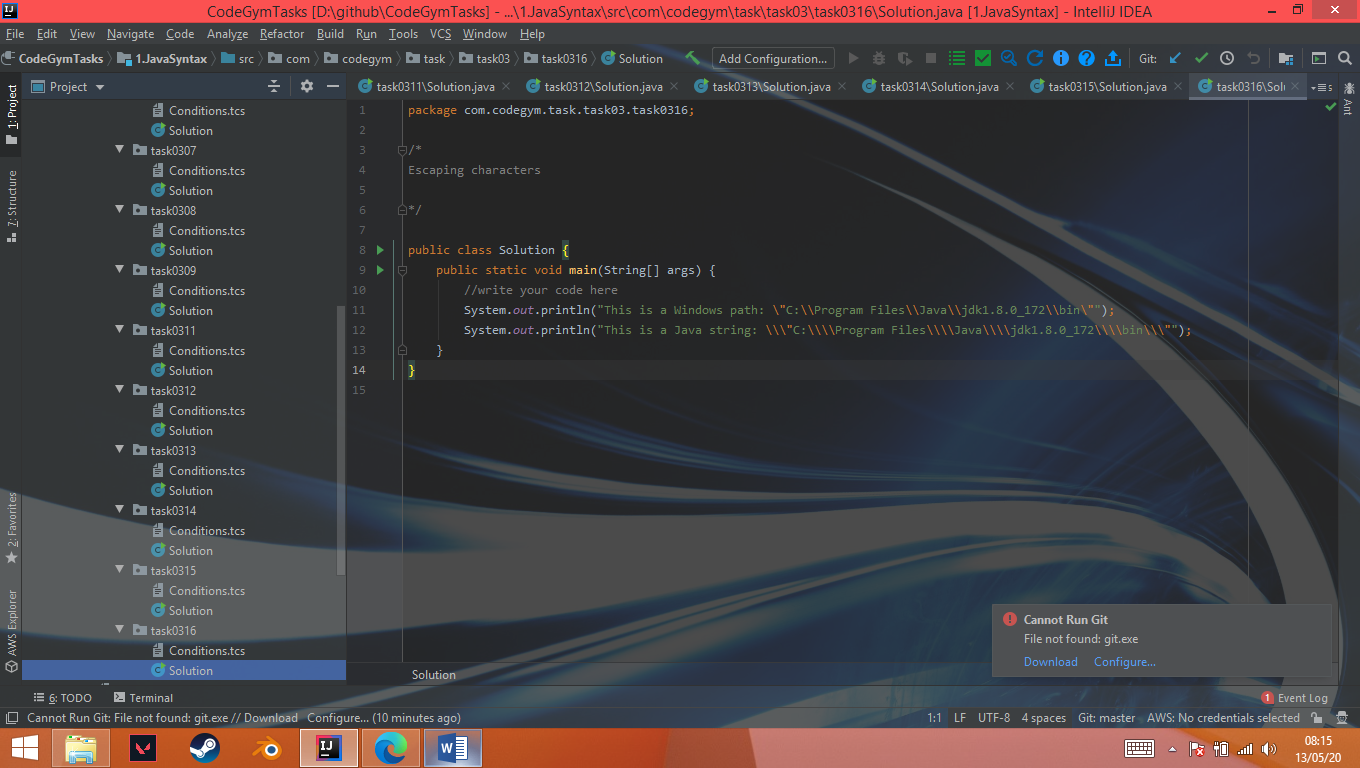 CodeGymTasks [D:\github\CodeGymTasks] - ...\1.JavaSyntax\src\com\codegym\task\task03\task0316\Solution.java [1.JavaSyntax] - IntelliJ IDEA
File Edit View Navigate Code Analyze Refactor Build Run Tools VCS Window Help
CodeGymTasks 1.JavaSyntax src com codegym task task03 task0316 Solution Add Configuration... Git:
1: Project
7: Structure
2: Favorites
AWS Explorer
Project
Conditions.tcs
Solution
task0307
Conditions.tcs
Solution
task0308
Conditions.tcs
Solution
task0309
Conditions.tcs
Solution
task0311
Conditions.tcs
Solution
task0312
Conditions.tcs
Solution
task0313
Conditions.tcs
Solution
task0314
Conditions.tcs
Solution
task0315
Conditions.tcs
Solution
task0316
Conditions.tcs
Solution
task0311\Solution.java task0312\Solution.java task0313\Solution.java task0314\Solution.java task0315\Solution.java task0316\Solu
Ant
1 package com.codegym.task.task03.task0316;
2
3 /*
4 Escaping characters
5
6 */
7
8 public class Solution {
9 public static void main(String[] args) {
10 //write your code here
11 System.out.println("This is a Windows path: \"C:\\Program Files\\Java\\jdk1.8.0_172\\bin\"");
12 System.out.println("This is a Java string: \\\"C:\\\\Program Files\\\\Java\\\\jdk1.8.0_172\\\\bin\\\"");
13 }
14 }
15
Solution
Cannot Run Git
File not found: git.exe
Download Configure...
6: TODO Terminal 1 Event Log
Cannot Run Git: File not found: git.exe // Download Configure... (10 minutes ago) 1:1 LF UTF-8 4 spaces Git: master AWS: No credentials selected
08:15
13/05/20